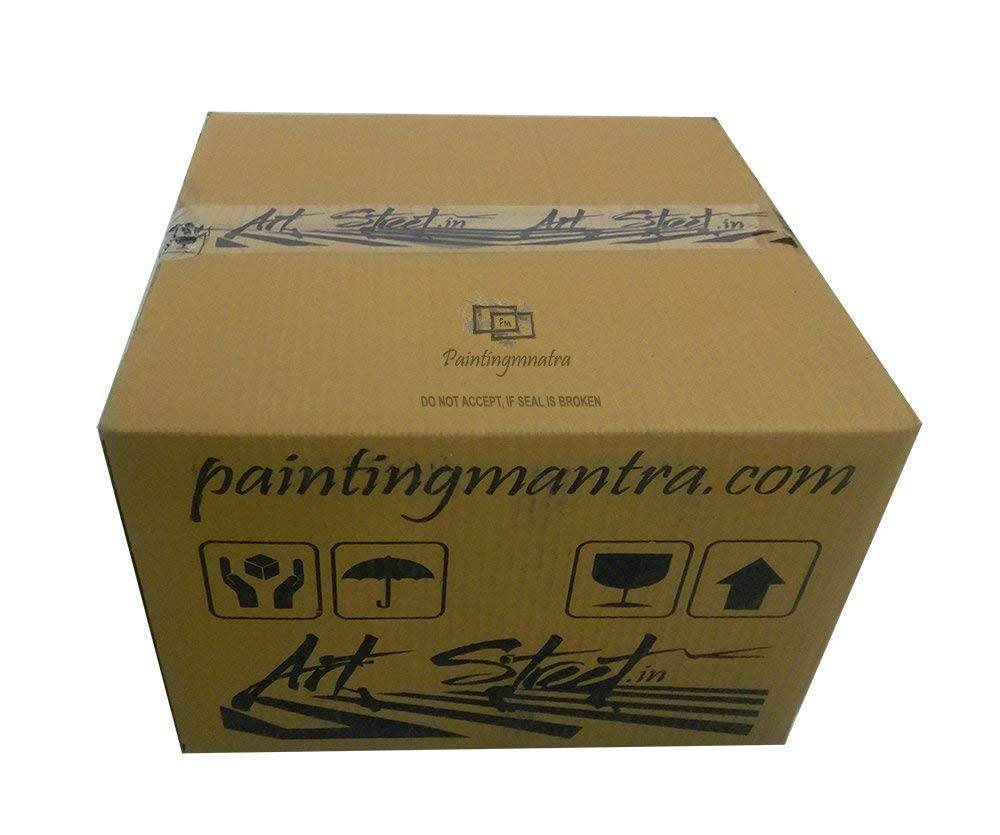 Art Street.in Art Street.in
PM
Paintingmnatra
DO NOT ACCEPT, IF SEAL IS BROKEN
paintingmantra.com
Art Street.in